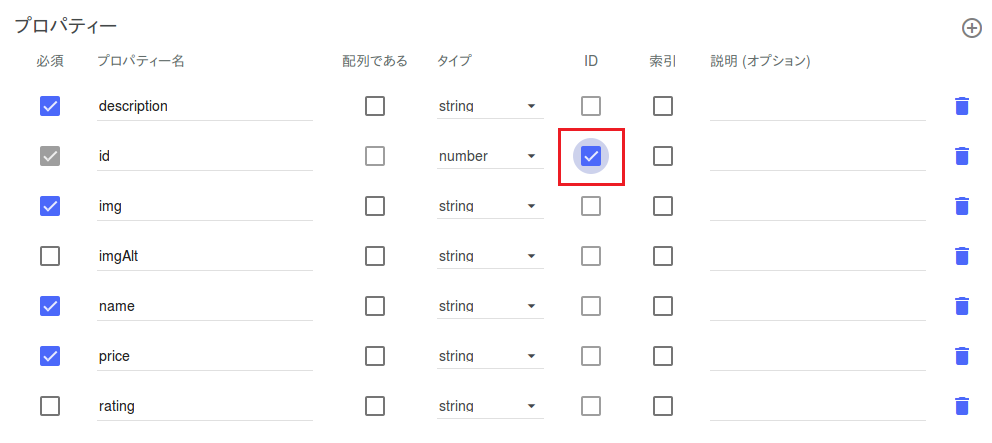 プロパティー
必須 プロパティー名 配列である タイプ ID 索引 説明 (オプション)
description string
id number
img string
imgAlt string
name string
price string
rating string